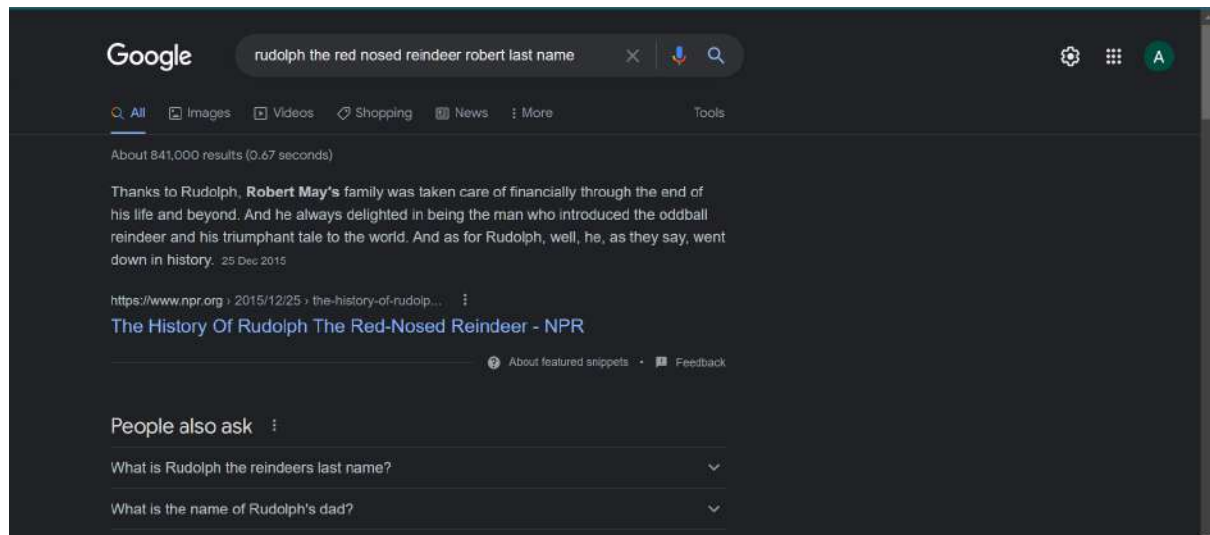 Google
rudolph the red nosed reindeer robert last name
A
All Images Videos Shopping News More Tools
About 841,000 results (0.67 seconds)
Thanks to Rudolph, Robert May's family was taken care of financially through the end of
his life and beyond. And he always delighted in being the man who introduced the oddball
reindeer and his triumphant tale to the world. And as for Rudolph, well, he, as they say, went
down in history. 25 Dec 2015
https://www.npr.org › 2015/12/25 › the-history-of-rudolp...
The History Of Rudolph The Red-Nosed Reindeer - NPR
About featured snippets • Feedback
People also ask
What is Rudolph the reindeers last name?
What is the name of Rudolph's dad?